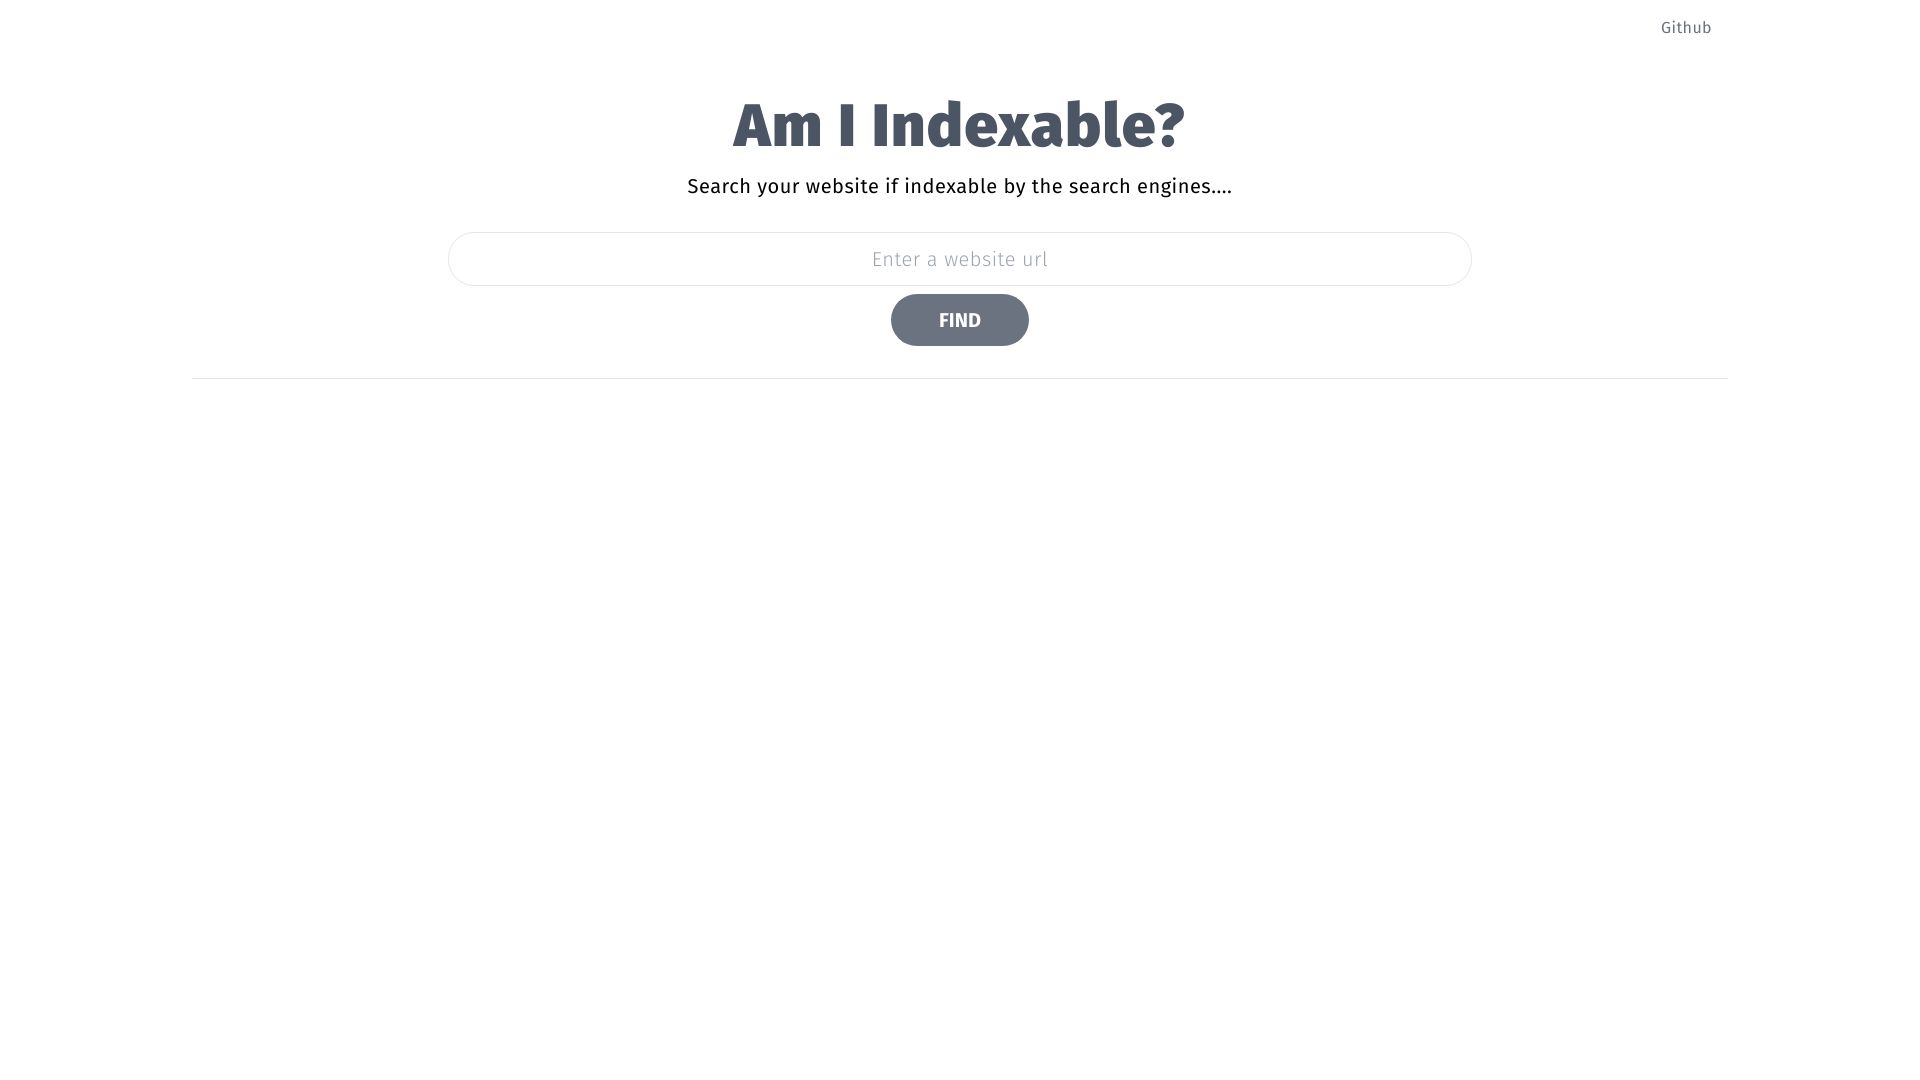 Github
Am I Indexable?
Search your website if indexable by the search engines....
Enter a website url
FIND